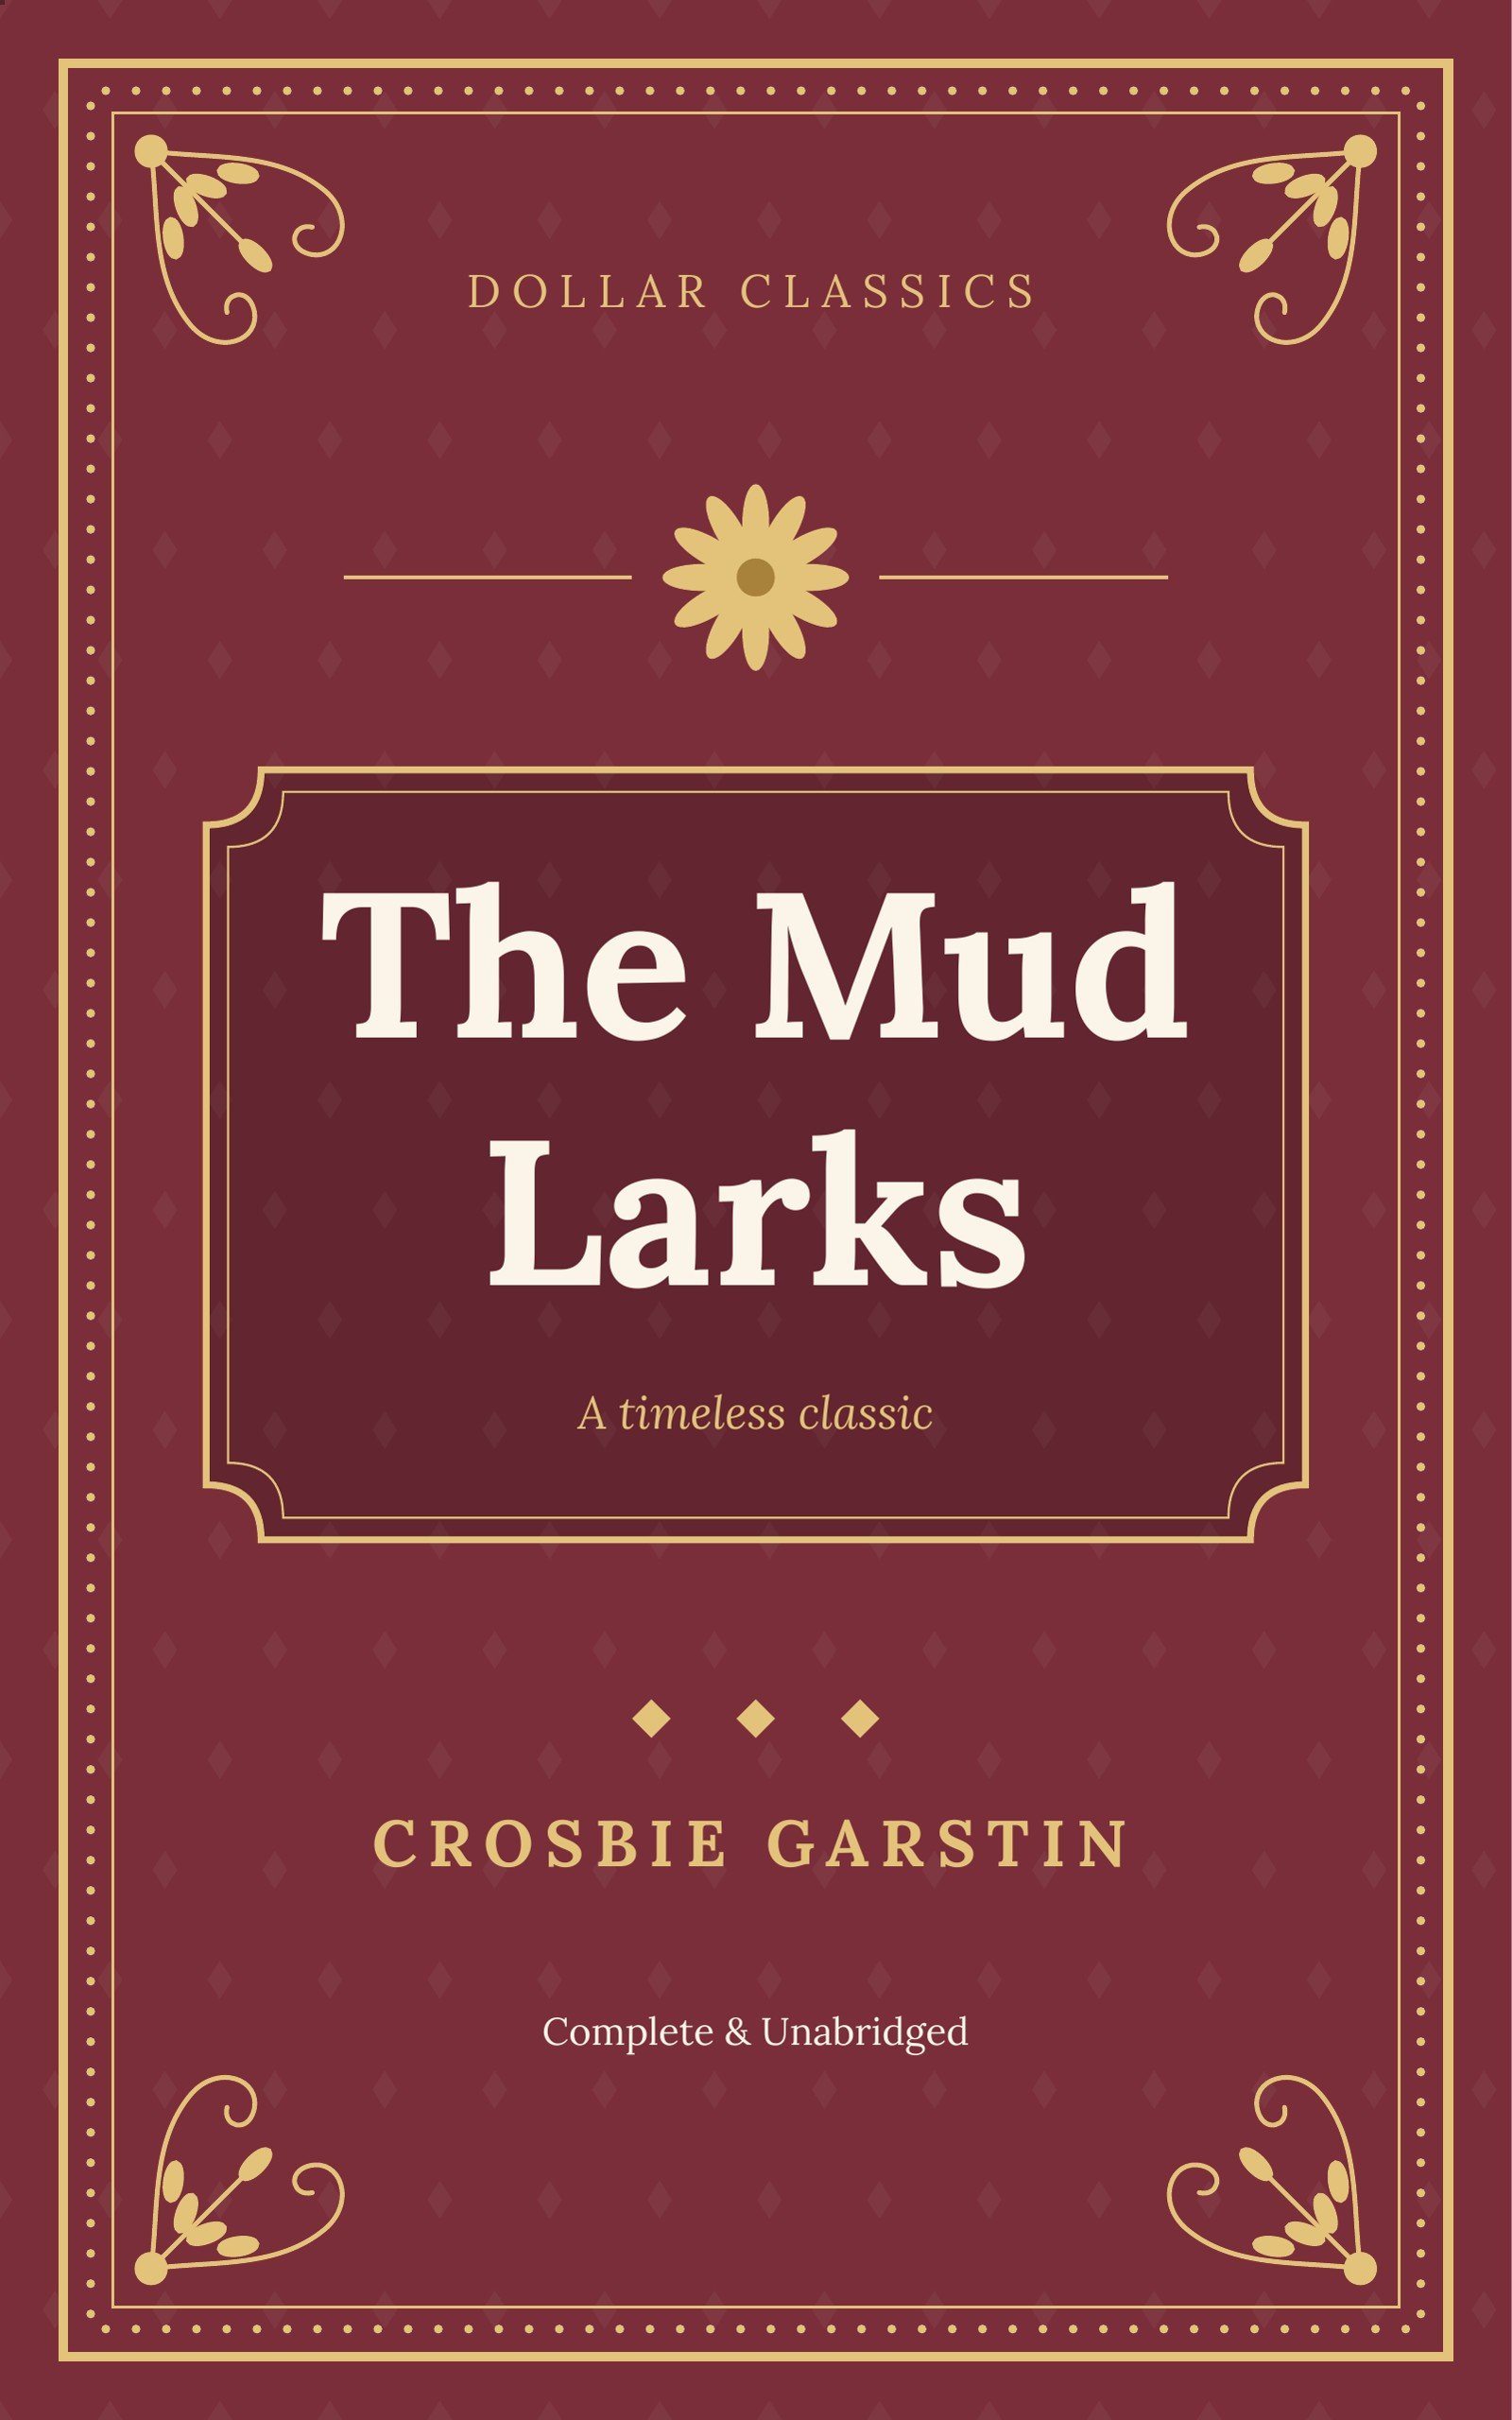 DOLLAR CLASSICS
The Mud
Larks
A timeless classic
CROSBIE GARSTIN
Complete & Unabridged